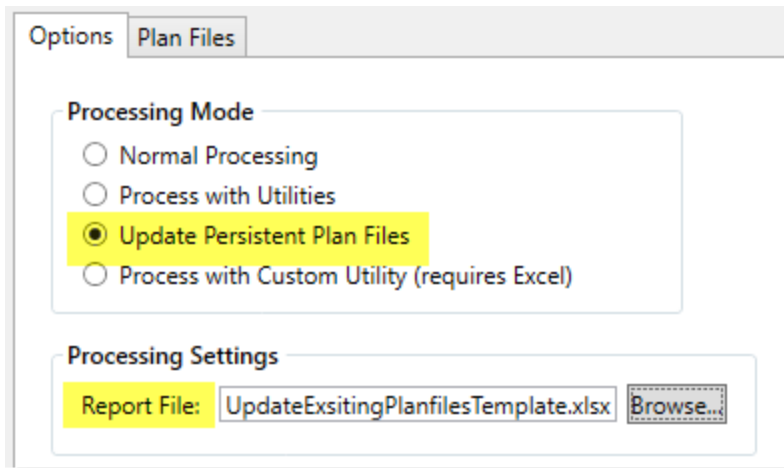 Options Plan Files
Processing Mode
Normal Processing
Process with Utilities
Update Persistent Plan Files
Process with Custom Utility (requires Excel)
Processing Settings
Report File: UpdateExsitingPlanfilesTemplate.xlsx Browse...